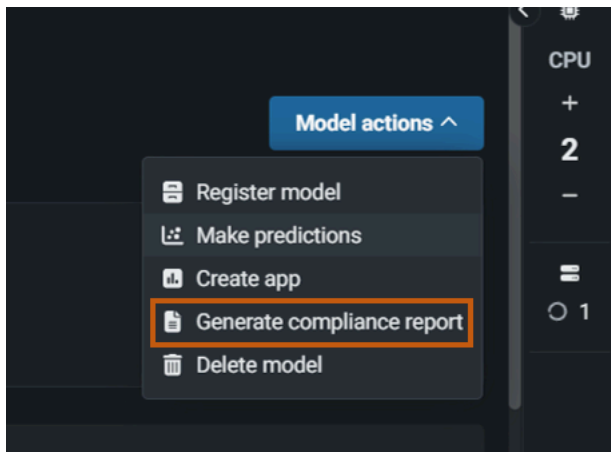 CPU
+
2
−
Model actions
Register model
Make predictions
Create app
Generate compliance report
Delete model
1